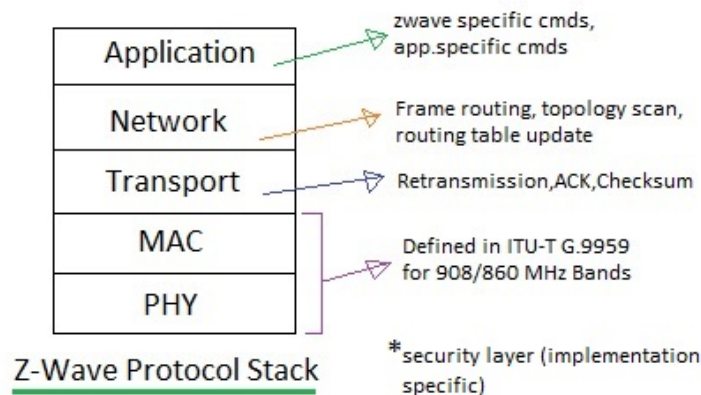 Application
zwave specific cmds,
app.specific cmds
Network
Frame routing, topology scan,
routing table update
Transport
Retransmission,ACK,Checksum
MAC
PHY
Defined in ITU-T G.9959
for 908/860 MHz Bands
Z-Wave Protocol Stack
*security layer (implementation
specific)